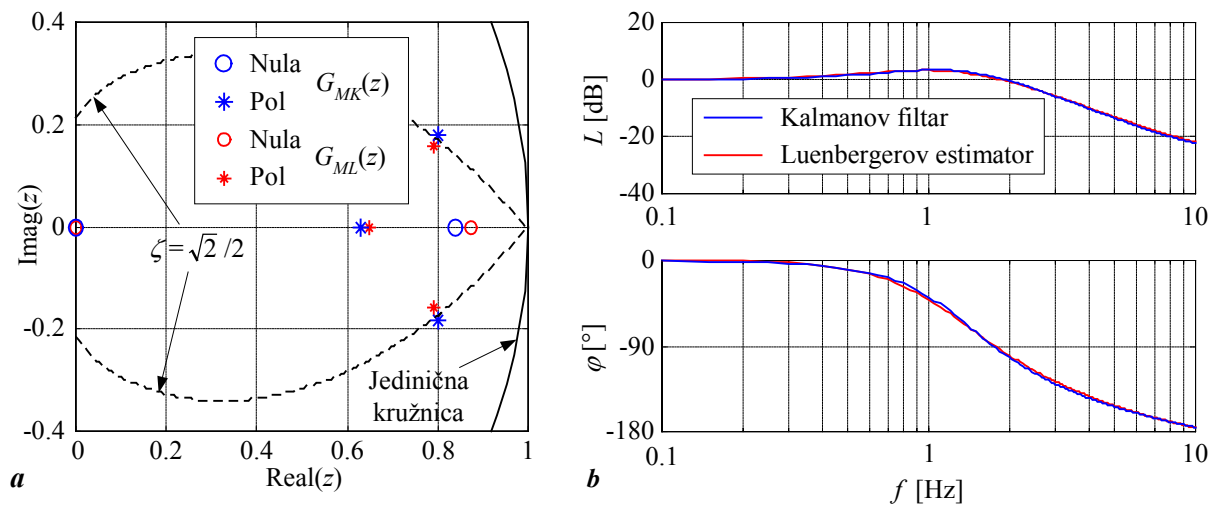 0.4
0.2
0
-0.2
-0.4
Imag(z)
Nula
Pol
G_MK(z)
Nula
Pol
G_ML(z)
ζ = √2 /2
Jedinična
kružnica
0 0.2 0.4 0.6 0.8 1
Real(z)
a
20
0
-20
-40
L [dB]
Kalmanov filtar
Luenbergerov estimator
0.1 1 10
0
-90
-180
φ [°]
0.1 1 10
f [Hz]
b